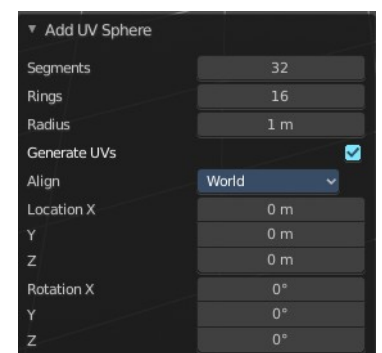 Add UV Sphere
Segments 32
Rings 16
Radius 1 m
Generate UVs
Align World
Location X 0 m
Y 0 m
Z 0 m
Rotation X 0°
Y 0°
Z 0°